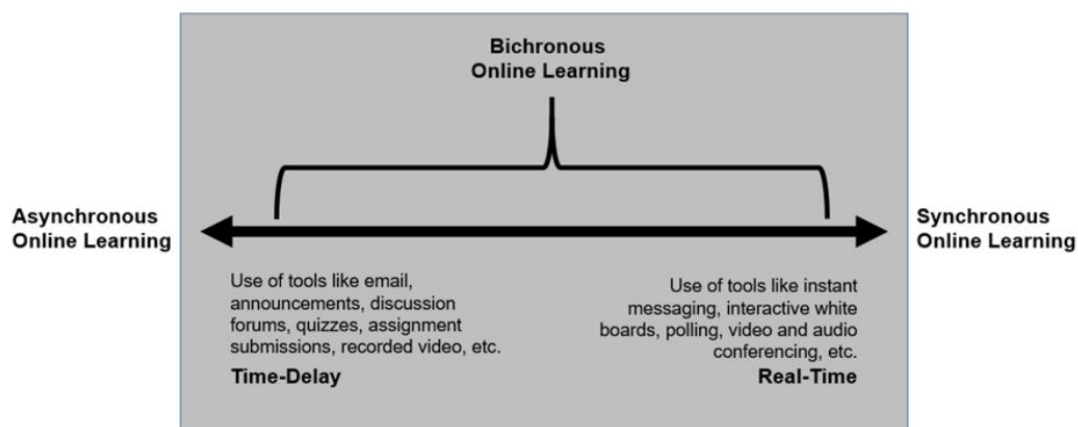 Bichronous
Online Learning
Asynchronous
Online Learning
Synchronous
Online Learning
Use of tools like email,
announcements, discussion
forums, quizzes, assignment
submissions, recorded video, etc.
Time-Delay
Use of tools like instant
messaging, interactive white
boards, polling, video and audio
conferencing, etc.
Real-Time